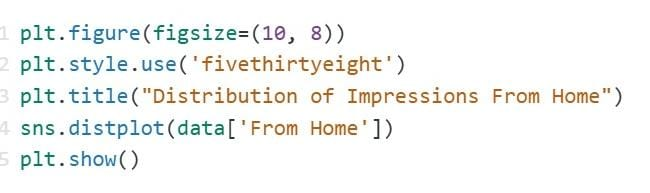 1 plt.figure(figsize=(10, 8))
2 plt.style.use('fivethirtyeight')
3 plt.title("Distribution of Impressions From Home")
4 sns.distplot(data['From Home'])
5 plt.show()